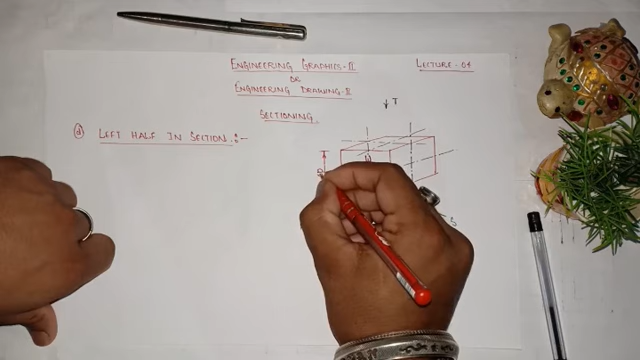 ENGINEERING GRAPHICS-II
OR
ENGINEERING DRAWING-II
LECTURE-04
SECTIONING
↓ T
d) LEFT HALF IN SECTION :-
S